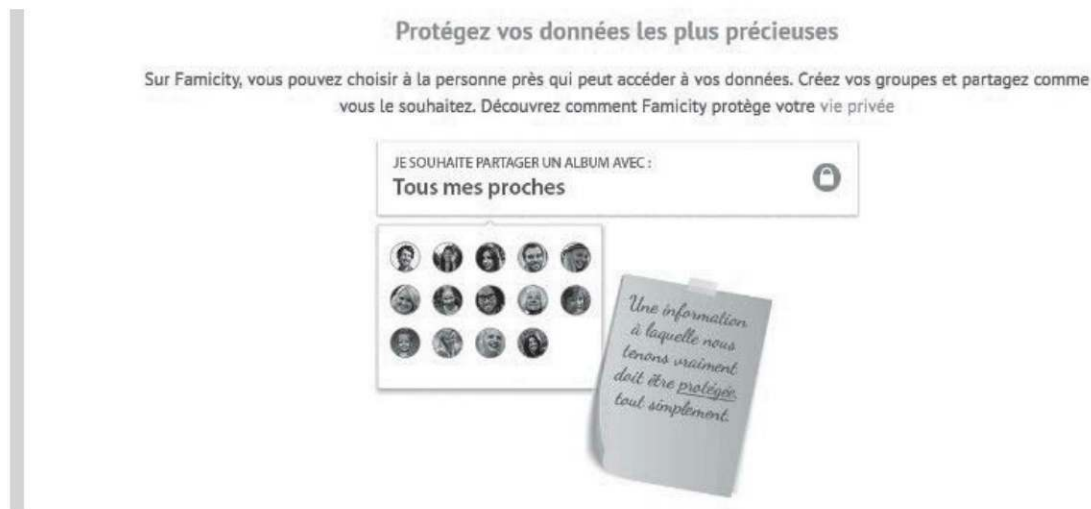 Protégez vos données les plus précieuses
Sur Famicity, vous pouvez choisir à la personne près qui peut accéder à vos données. Créez vos groupes et partagez comme
vous le souhaitez. Découvrez comment Famicity protège votre vie privée
JE SOUHAITE PARTAGER UN ALBUM AVEC :
Tous mes proches
Une information
à laquelle nous
tenons vraiment
doit être protégée,
tout simplement.